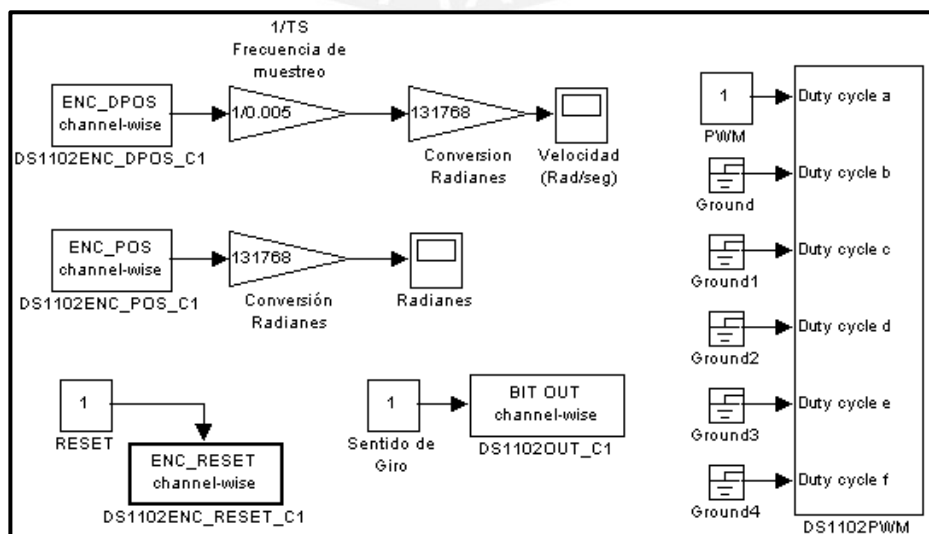 1/TS
Frecuencia de
muestreo
ENC_DPOS
channel-wise
DS1102ENC_DPOS_C1
1/0.005
131768
Conversion
Radianes
Velocidad
(Rad/seg)
ENC_POS
channel-wise
DS1102ENC_POS_C1
131768
Conversión
Radianes
Radianes
1
RESET
ENC_RESET
channel-wise
DS1102ENC_RESET_C1
1
Sentido de
Giro
BIT OUT
channel-wise
DS1102OUT_C1
1
PWM
Ground
Ground1
Ground2
Ground3
Ground4
Duty cycle a
Duty cycle b
Duty cycle c
Duty cycle d
Duty cycle e
Duty cycle f
DS1102PWM